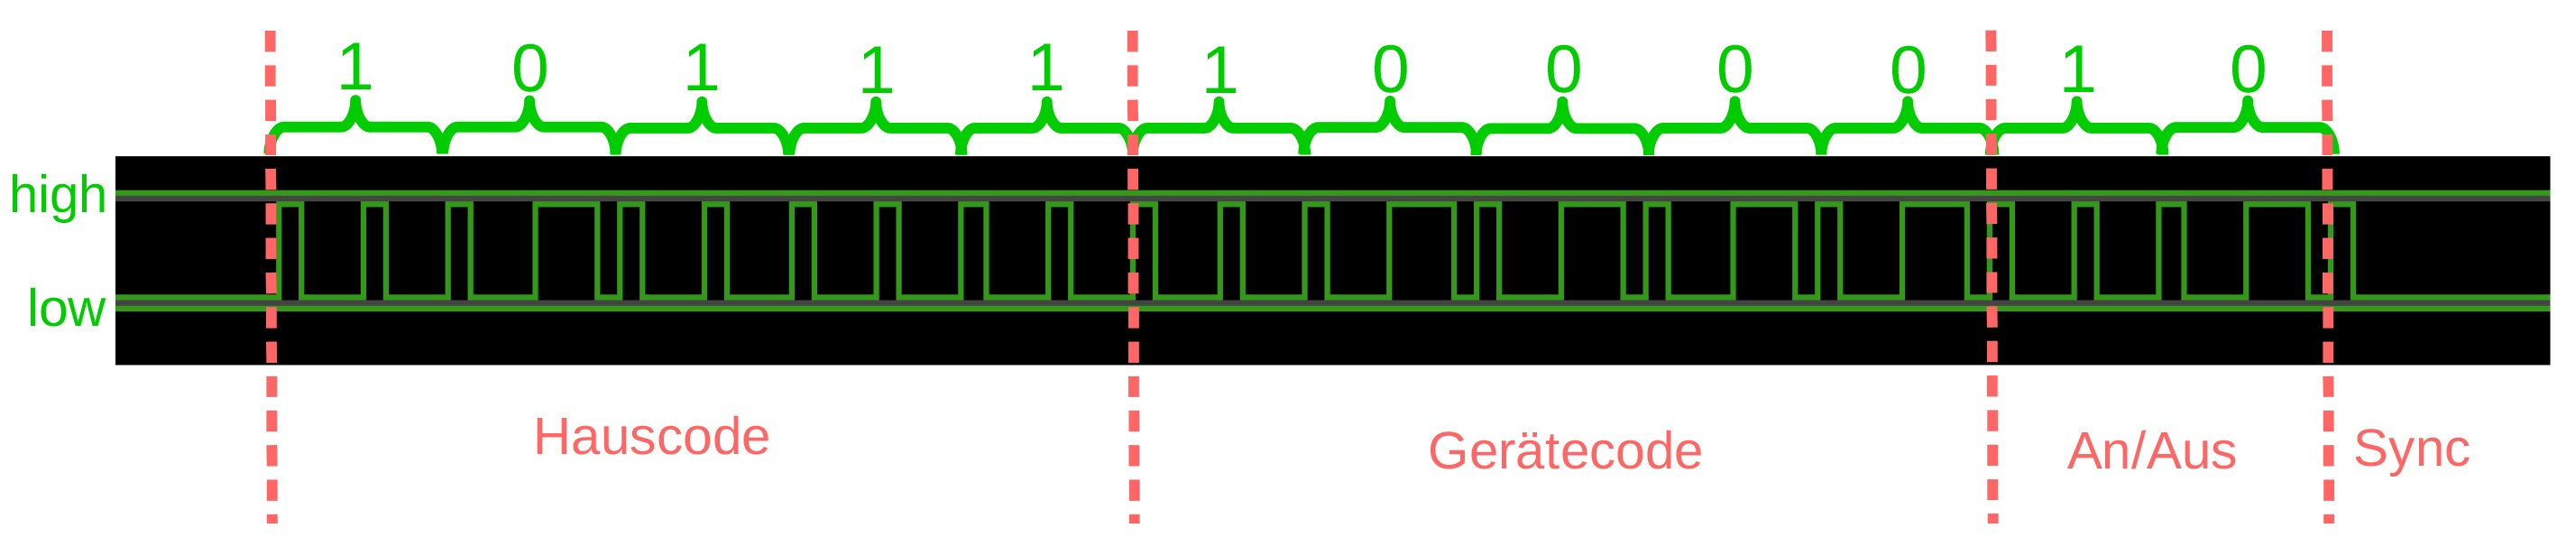 1 0 1 1 1 1 0 0 0 0 1 0
high
low
Hauscode Gerätecode An/Aus Sync